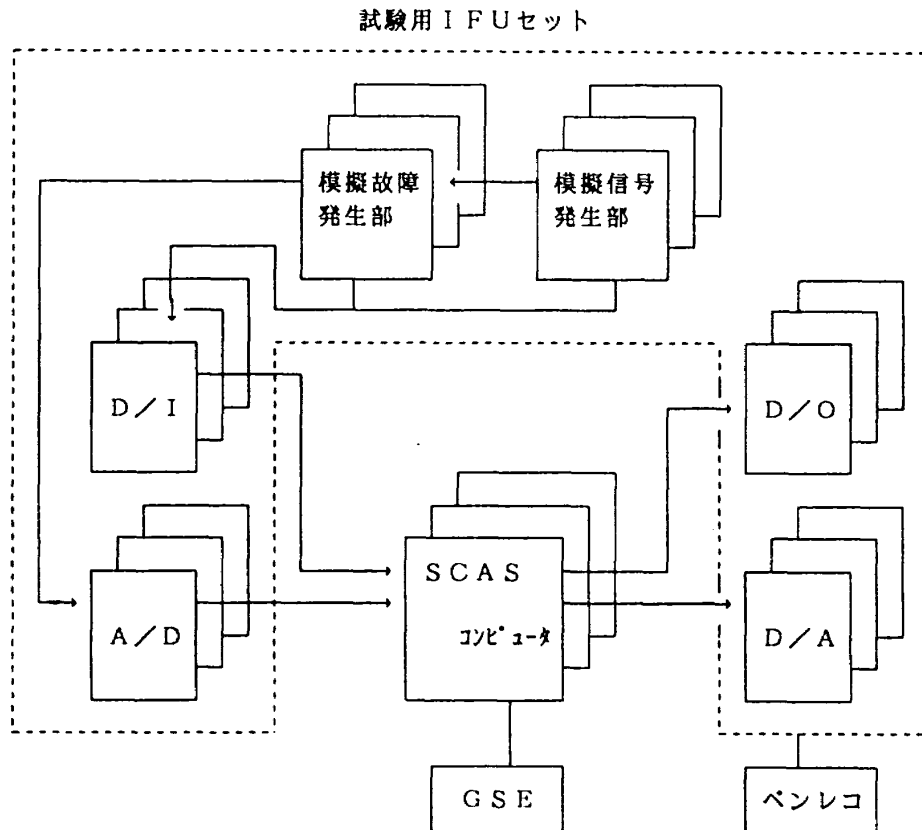 試験用ＩＦＵセット
模擬故障
発生部
模擬信号
発生部
Ｄ／Ｉ
Ｄ／Ｏ
ＳＣＡＳ
ｺﾝﾋﾟｭｰﾀ
Ａ／Ｄ
Ｄ／Ａ
ＧＳＥ
ペンレコ